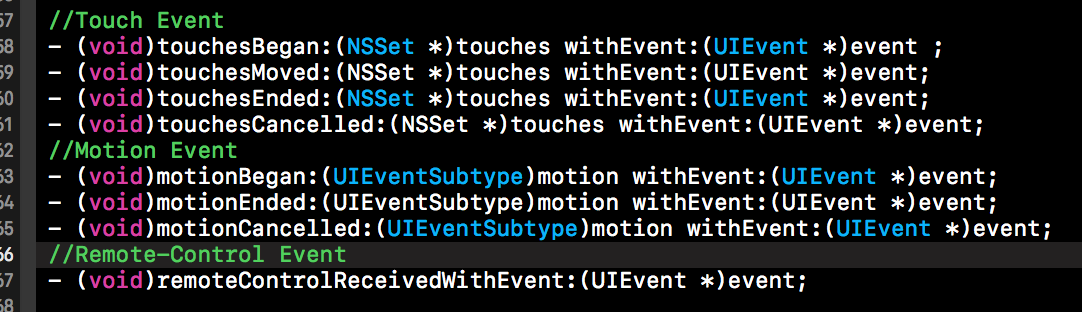 57 //Touch Event
58 - (void)touchesBegan:(NSSet *)touches withEvent:(UIEvent *)event ;
59 - (void)touchesMoved:(NSSet *)touches withEvent:(UIEvent *)event;
60 - (void)touchesEnded:(NSSet *)touches withEvent:(UIEvent *)event;
61 - (void)touchesCancelled:(NSSet *)touches withEvent:(UIEvent *)event;
62 //Motion Event
63 - (void)motionBegan:(UIEventSubtype)motion withEvent:(UIEvent *)event;
64 - (void)motionEnded:(UIEventSubtype)motion withEvent:(UIEvent *)event;
65 - (void)motionCancelled:(UIEventSubtype)motion withEvent:(UIEvent *)event;
66 //Remote-Control Event
67 - (void)remoteControlReceivedWithEvent:(UIEvent *)event;
68